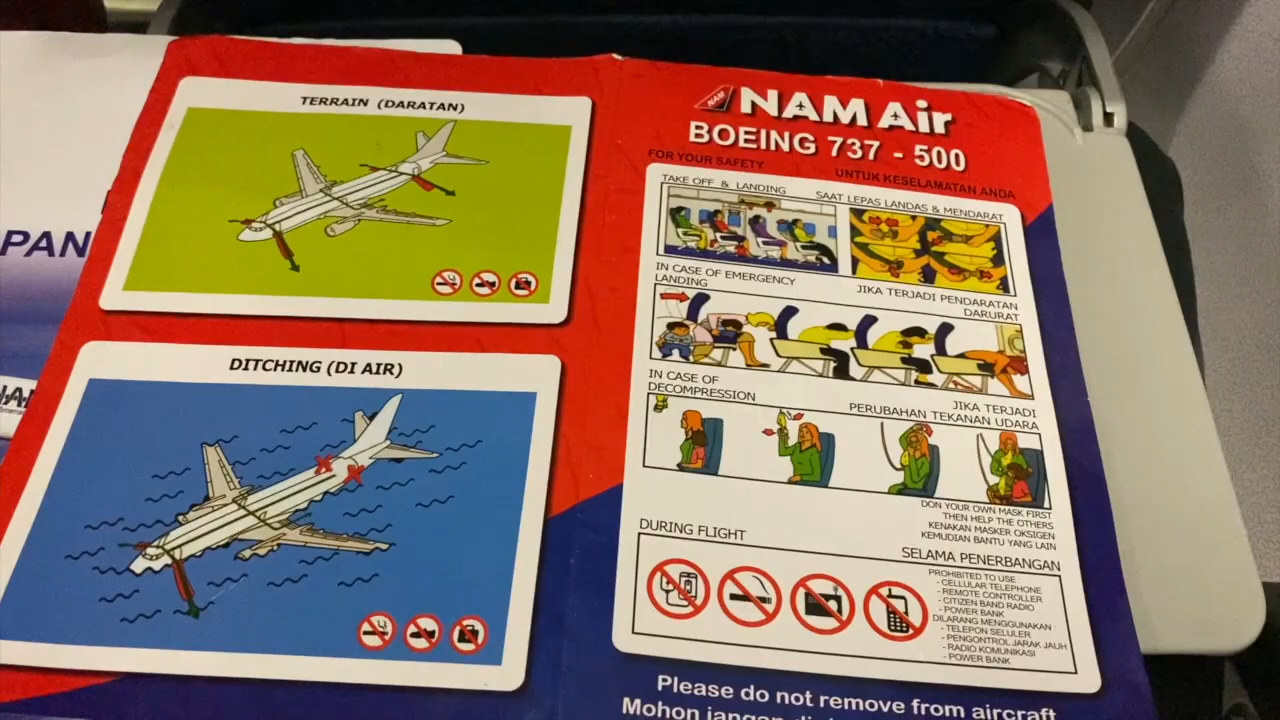 PAN
TERRAIN (DARATAN)
DITCHING (DI AIR)
NAM
NAM Air
BOEING 737 - 500
FOR YOUR SAFETY
UNTUK KESELAMATAN ANDA
TAKE OFF & LANDING
SAAT LEPAS LANDAS & MENDARAT
IN CASE OF EMERGENCY
LANDING
JIKA TERJADI PENDARATAN
DARURAT
IN CASE OF
DECOMPRESSION
JIKA TERJADI
PERUBAHAN TEKANAN UDARA
DON YOUR OWN MASK FIRST
THEN HELP THE OTHERS
KENAKAN MASKER OKSIGEN
KEMUDIAN BANTU YANG LAIN
DURING FLIGHT
SELAMA PENERBANGAN
PROHIBITED TO USE :
- CELLULAR TELEPHONE
- REMOTE CONTROLLER
- CITIZEN BAND RADIO
- POWER BANK
DILARANG MENGGUNAKAN :
- TELEPON SELULER
- PENGONTROL JARAK JAUH
- RADIO KOMUNIKASI
- POWER BANK
Please do not remove from aircraft
Mohon jangan